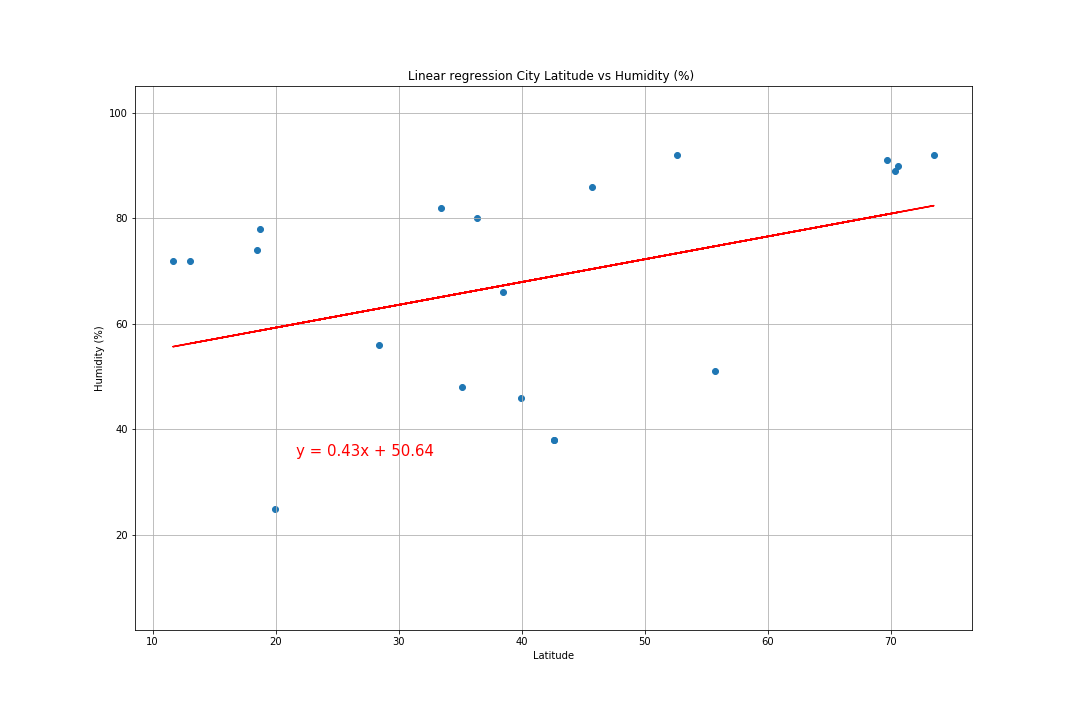 Linear regression City Latitude vs Humidity (%)
100
80
60
40
20
Humidity (%)
y = 0.43x + 50.64
10 20 30 40 50 60 70
Latitude